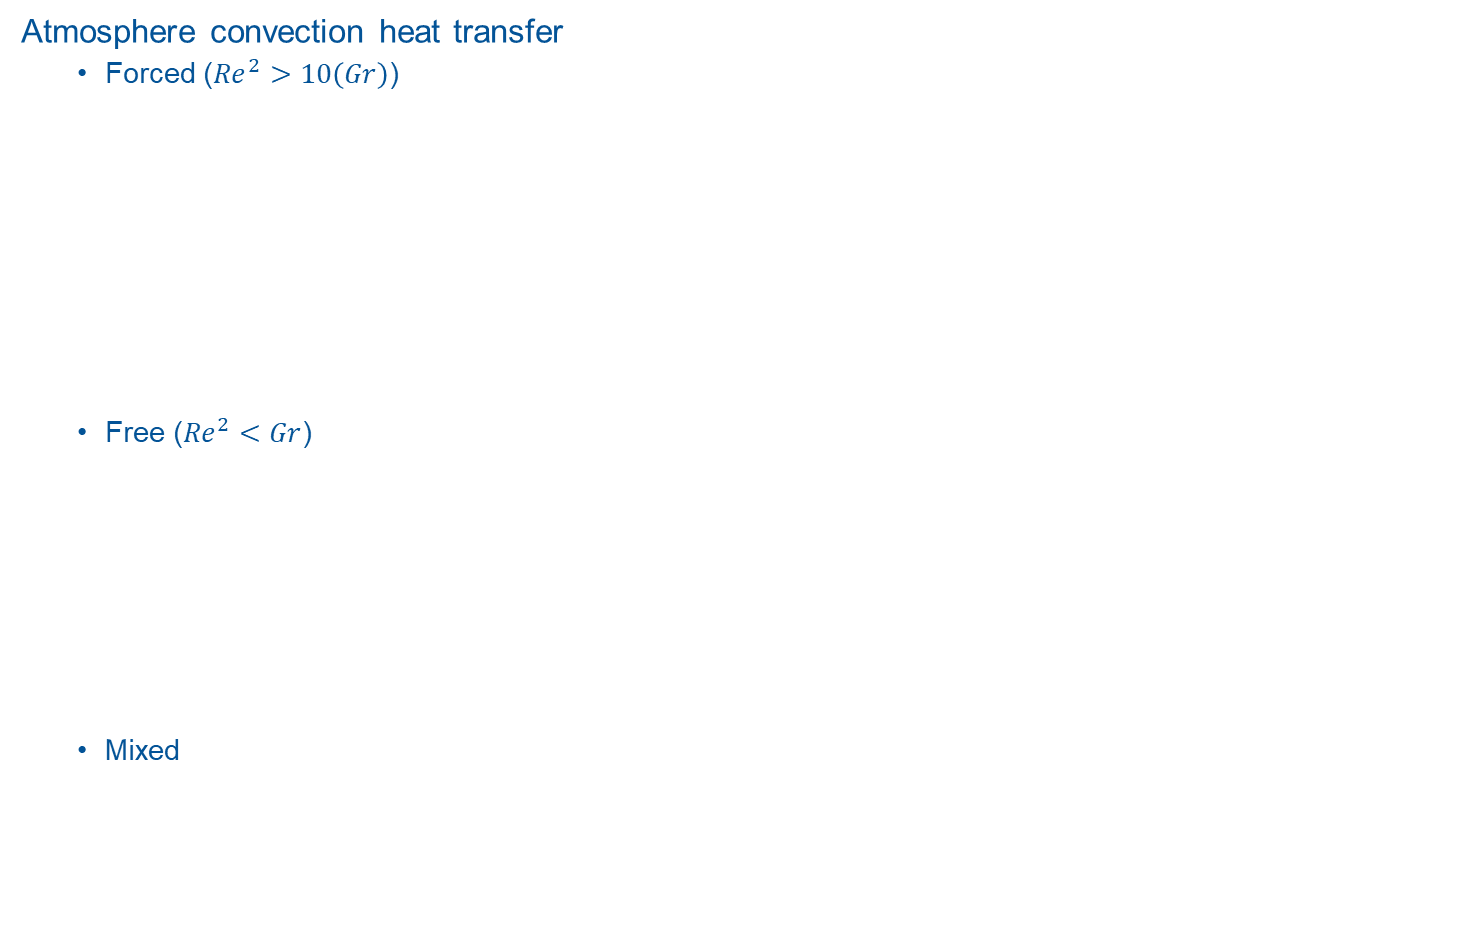 Atmosphere convection heat transfer
• Forced (𝑅𝑒² > 10(𝐺𝑟))
• Free (𝑅𝑒² < 𝐺𝑟)
• Mixed